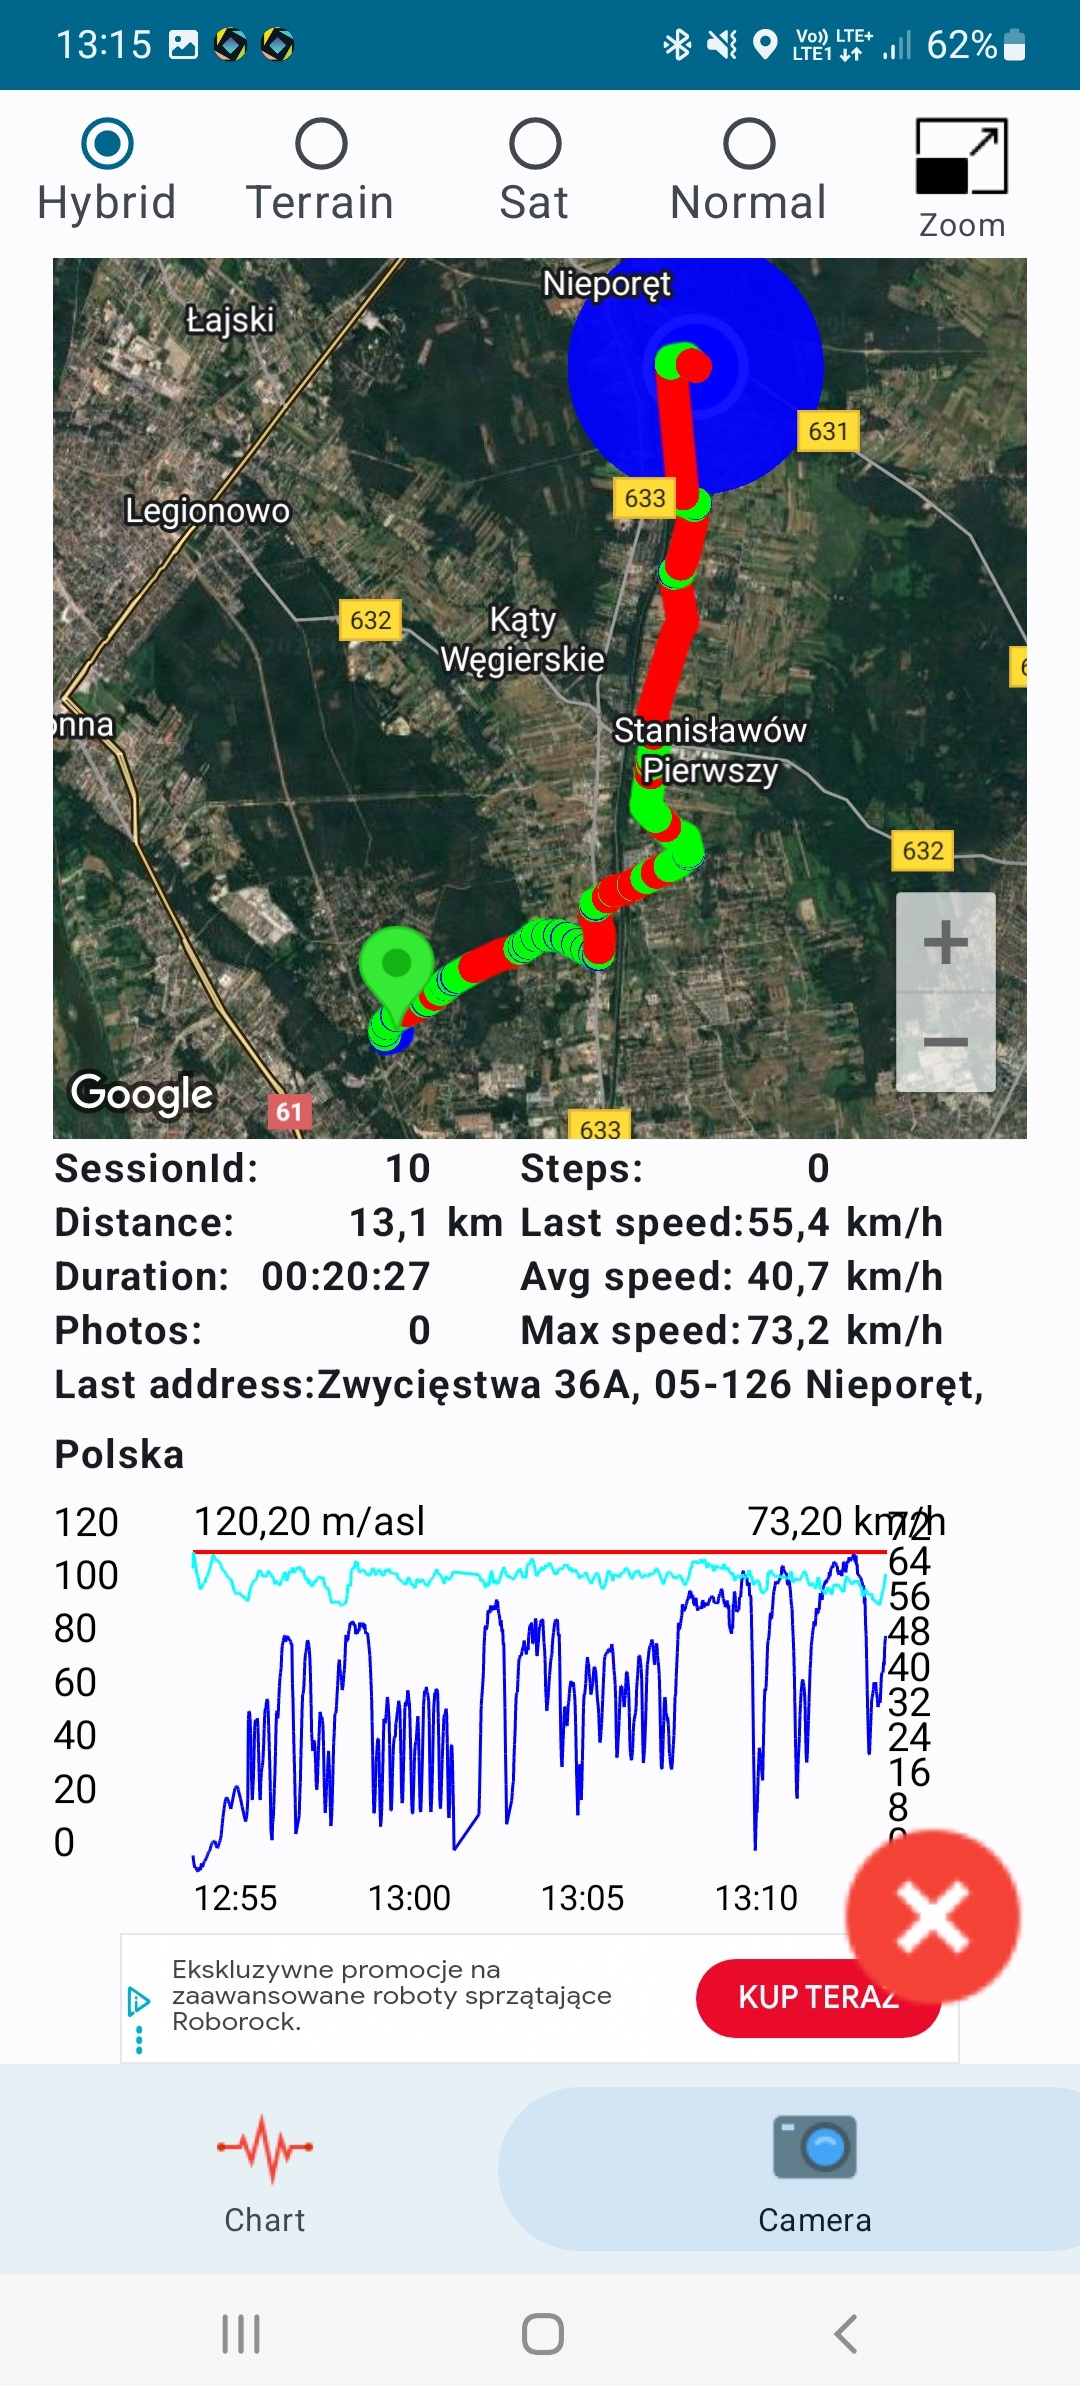 13:15 Vo)) LTE+ LTE1 62%
Hybrid Terrain Sat Normal Zoom
Nieporęt
Łajski
631
633
Legionowo
632
Kąty
Węgierskie
onna
Stanisławów
Pierwszy
632
Google
61
633
SessionId: 10 Steps: 0
Distance: 13,1 km Last speed:55,4 km/h
Duration: 00:20:27 Avg speed: 40,7 km/h
Photos: 0 Max speed:73,2 km/h
Last address:Zwycięstwa 36A, 05-126 Nieporęt,
Polska
120 120,20 m/asl 73,20 km/h 72
100 64
56
80 48
60 40
32
40 24
20 16
8
0 0
12:55 13:00 13:05 13:10
Ekskluzywne promocje na
zaawansowane roboty sprzątające
Roborock.
KUP TERAZ
Chart Camera